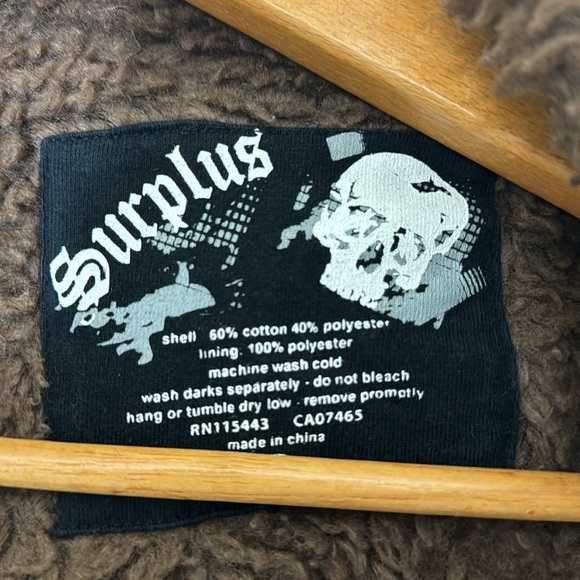 Surplus
shell 60% cotton 40% polyester
lining. 100% polyester
machine wash cold
wash darks separately - do not bleach
hang or tumble dry low - remove promptly
RN115443 CA07465
made in china